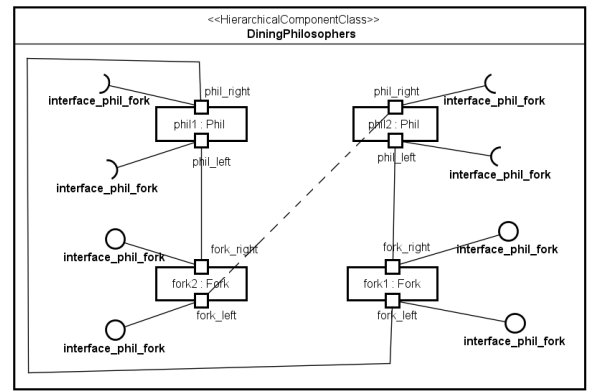 <<HierarchicalComponentClass>>
DiningPhilosophers
phil_right
phil_right
interface_phil_fork
interface_phil_fork
phil1 : Phil
phil2 : Phil
phil_left
phil_left
interface_phil_fork
interface_phil_fork
fork_right
fork_right
interface_phil_fork
interface_phil_fork
fork2 : Fork
fork1 : Fork
fork_left
fork_left
interface_phil_fork
interface_phil_fork